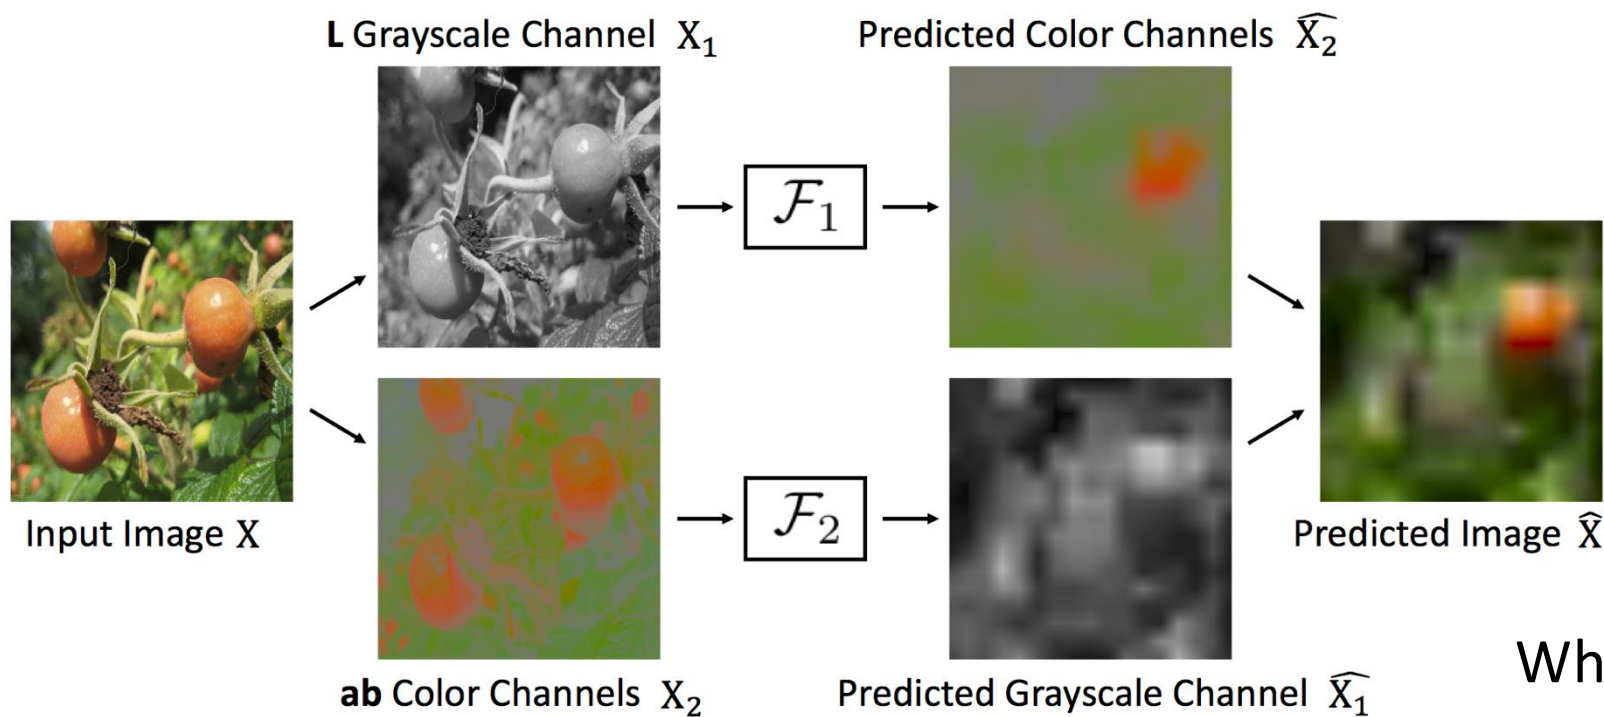 L Grayscale Channel X₁
Predicted Color Channels X̂₂
ℱ₁
Input Image X
ℱ₂
Predicted Image X̂
ab Color Channels X₂
Predicted Grayscale Channel X̂₁
Wh